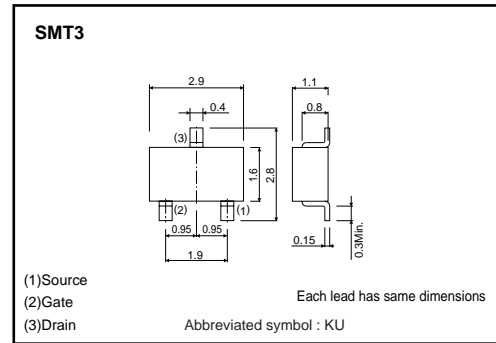 SMT3
2.9
1.1
0.4
0.8
(3)
1.6
2.8
(2)
(1)
0.95
0.95
0.15
0.3Min.
1.9
(1)Source
(2)Gate
(3)Drain
Each lead has same dimensions
Abbreviated symbol : KU